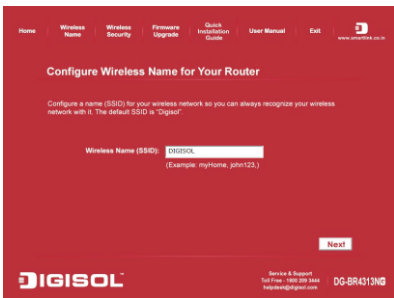 Home
Wireless Name
Wireless Security
Firmware Upgrade
Quick Installation Guide
User Manual
Exit
www.smartlink.co.in
Configure Wireless Name for Your Router
Configure a name (SSID) for your wireless network so you can always recognize your wireless
network with it. The default SSID is "Digisol".
Wireless Name (SSID): DIGISOL
(Example: myHome, john123,)
Next
DIGISOL
Service & Support
Toll Free - 1800 209 3444
helpdesk@digisol.com
DG-BR4313NG